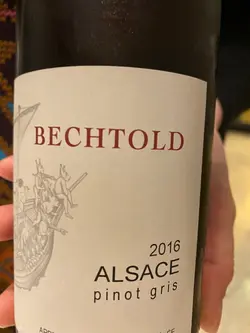 BECHTOLD
2016
ALSACE
pinot gris